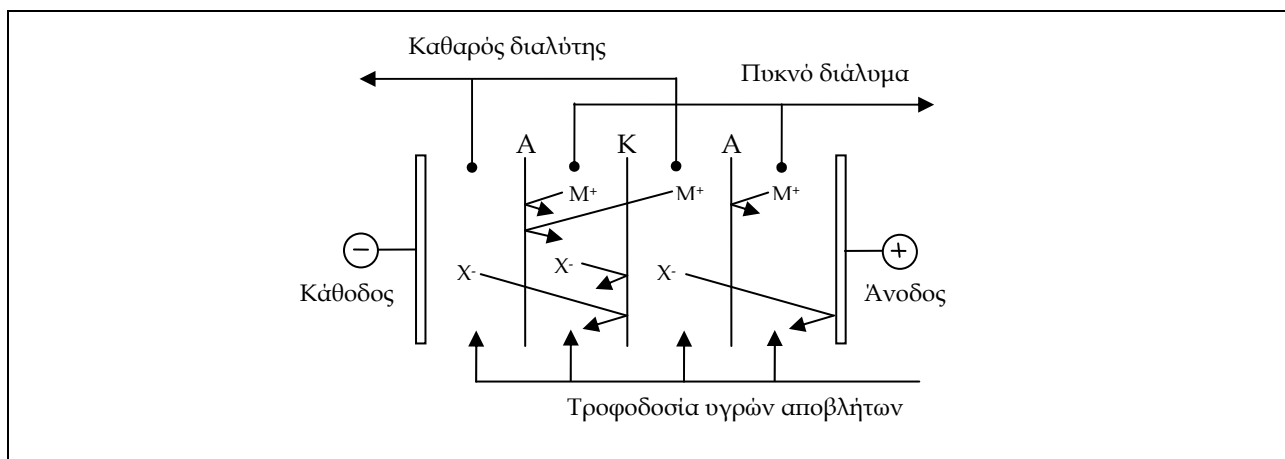 Καθαρός διαλύτης
Πυκνό διάλυμα
Α Κ Α
Μ⁺ Μ⁺ Μ⁺
− Χ⁻ Χ⁻ Χ⁻ +
Κάθοδος Άνοδος
Τροφοδοσία υγρών αποβλήτων